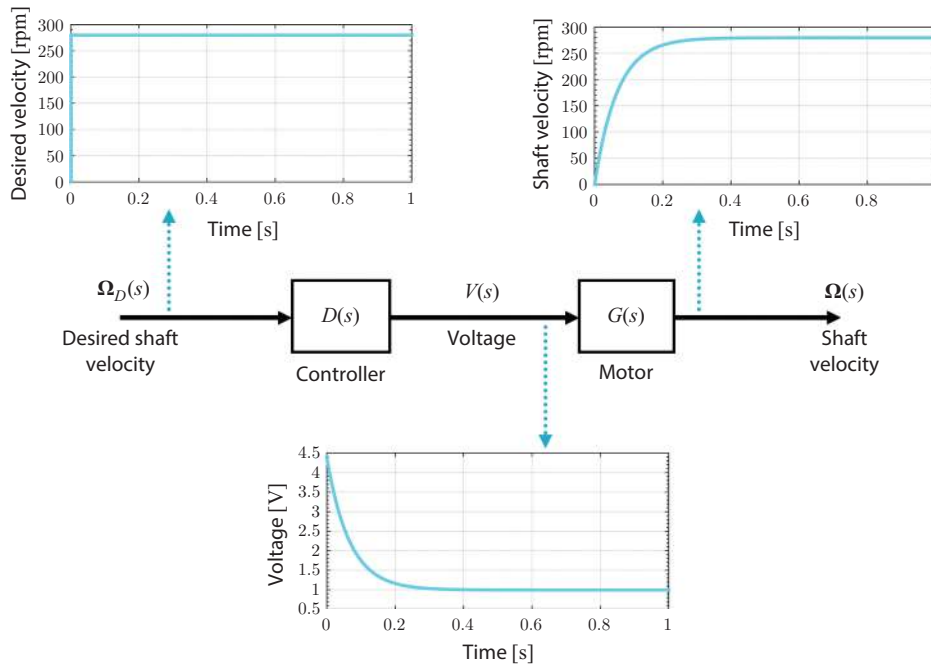 Desired velocity [rpm]
300
250
200
150
100
50
0
0 0.2 0.4 0.6 0.8 1
Time [s]
Shaft velocity [rpm]
300
250
200
150
100
50
0
0 0.2 0.4 0.6 0.8
Time [s]
Ω_D(s)
Desired shaft
velocity
D(s)
Controller
V(s)
Voltage
G(s)
Motor
Ω(s)
Shaft
velocity
Voltage [V]
4.5
4
3.5
3
2.5
2
1.5
1
0.5
0 0.2 0.4 0.6 0.8 1
Time [s]